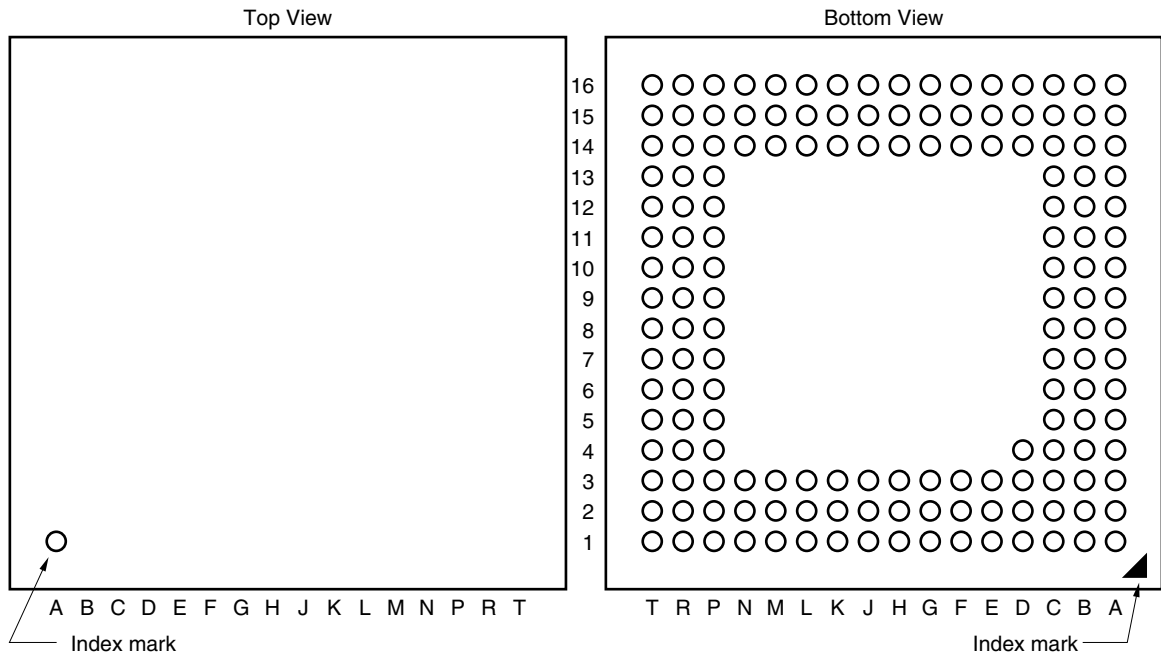 Top View
Bottom View
16
15
14
13
12
11
10
9
8
7
6
5
4
3
2
1
A B C D E F G H J K L M N P R T
T R P N M L K J H G F E D C B A
Index mark
Index mark